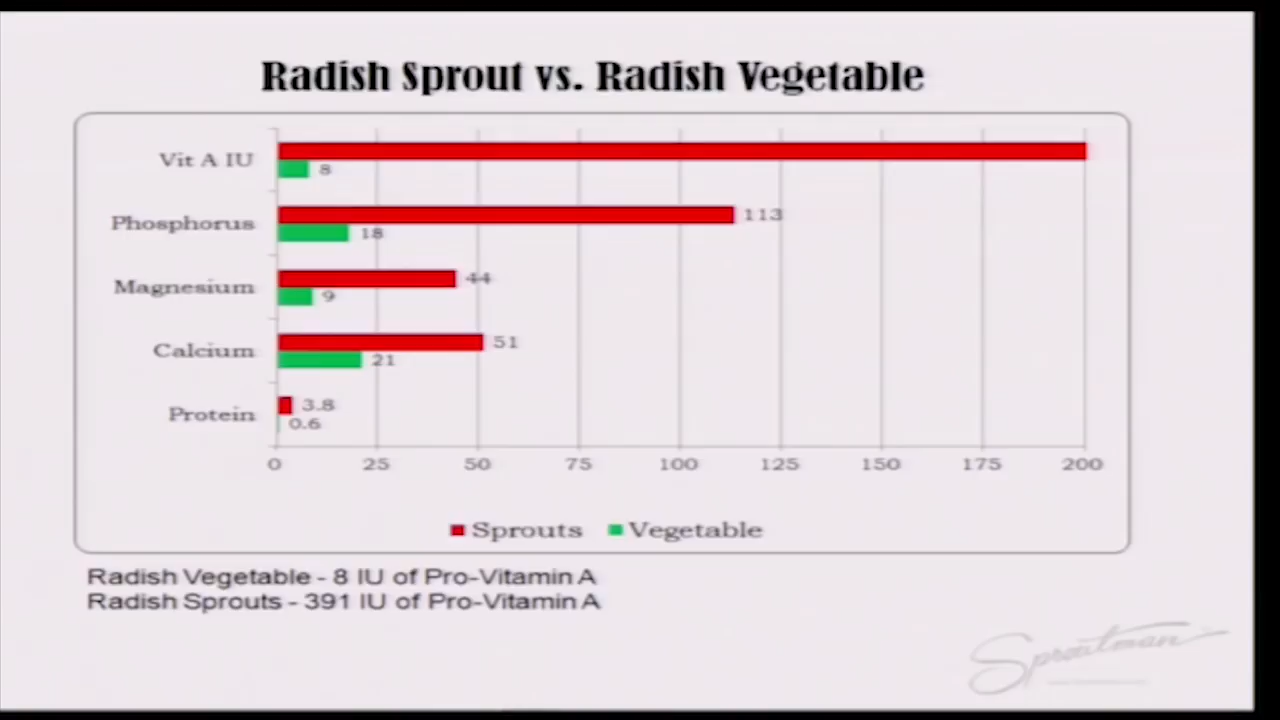 Radish Sprout vs. Radish Vegetable
Vit A IU
8
Phosphorus 113
18
Magnesium 44
9
Calcium 51
21
Protein 3.8
0.6
0 25 50 75 100 125 150 175 200
Sprouts Vegetable
Radish Vegetable - 8 IU of Pro-Vitamin A
Radish Sprouts - 391 IU of Pro-Vitamin A
Sproutman